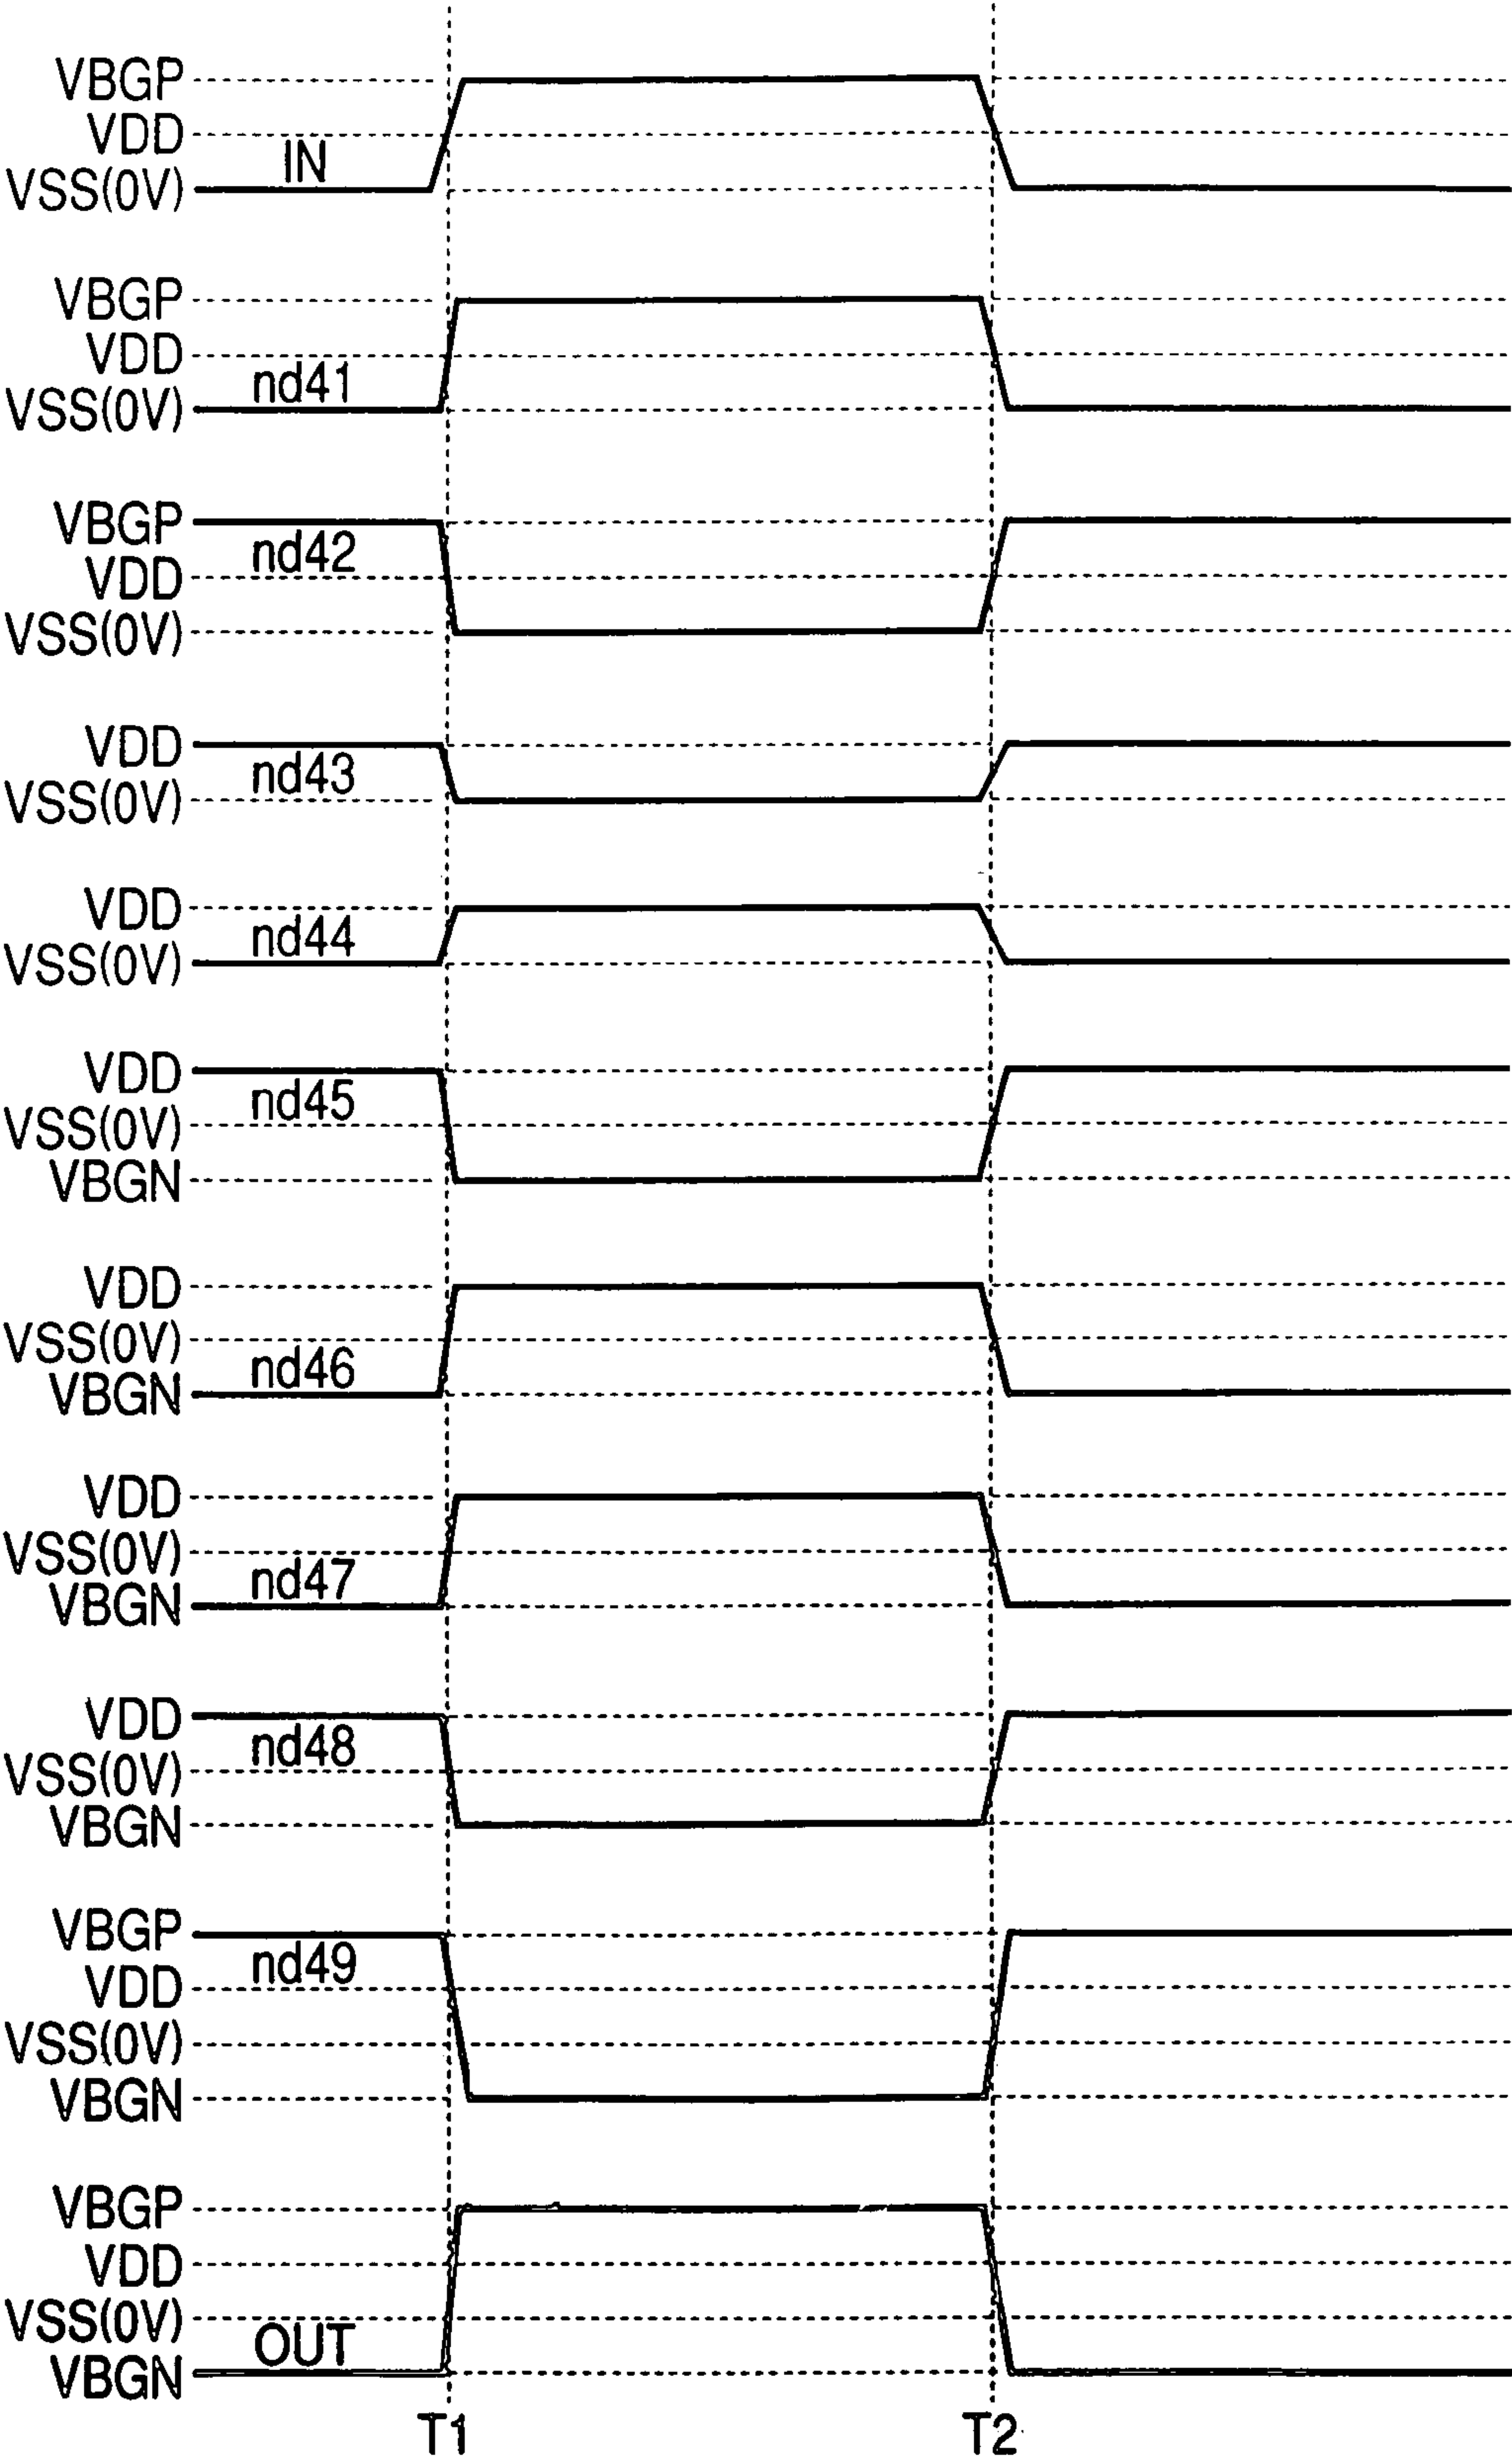 VBGP
VDD
IN
VSS(0V)
VBGP
VDD
nd41
VSS(0V)
VBGP
nd42
VDD
VSS(0V)
VDD
nd43
VSS(0V)
VDD
nd44
VSS(0V)
VDD
nd45
VSS(0V)
VBGN
VDD
VSS(0V)
nd46
VBGN
VDD
VSS(0V)
nd47
VBGN
VDD
nd48
VSS(0V)
VBGN
VBGP
nd49
VDD
VSS(0V)
VBGN
VBGP
VDD
VSS(0V)
OUT
VBGN
T1 T2